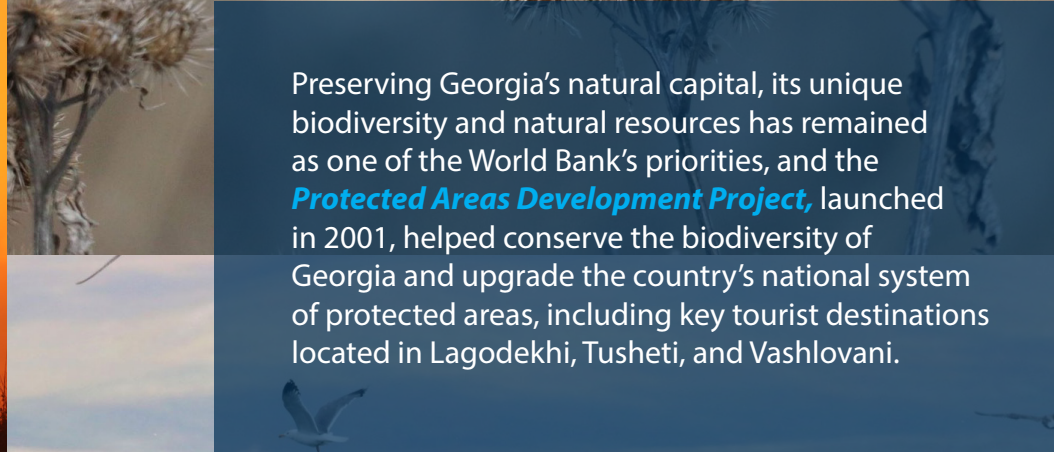 Preserving Georgia’s natural capital, its unique
biodiversity and natural resources has remained
as one of the World Bank’s priorities, and the
Protected Areas Development Project, launched
in 2001, helped conserve the biodiversity of
Georgia and upgrade the country’s national system
of protected areas, including key tourist destinations
located in Lagodekhi, Tusheti, and Vashlovani.